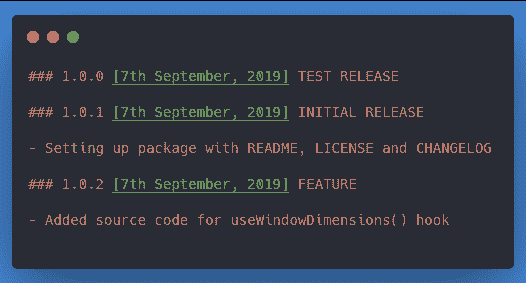 ### 1.0.0 [7th September, 2019] TEST RELEASE
### 1.0.1 [7th September, 2019] INITIAL RELEASE
- Setting up package with README, LICENSE and CHANGELOG
### 1.0.2 [7th September, 2019] FEATURE
- Added source code for useWindowDimensions() hook